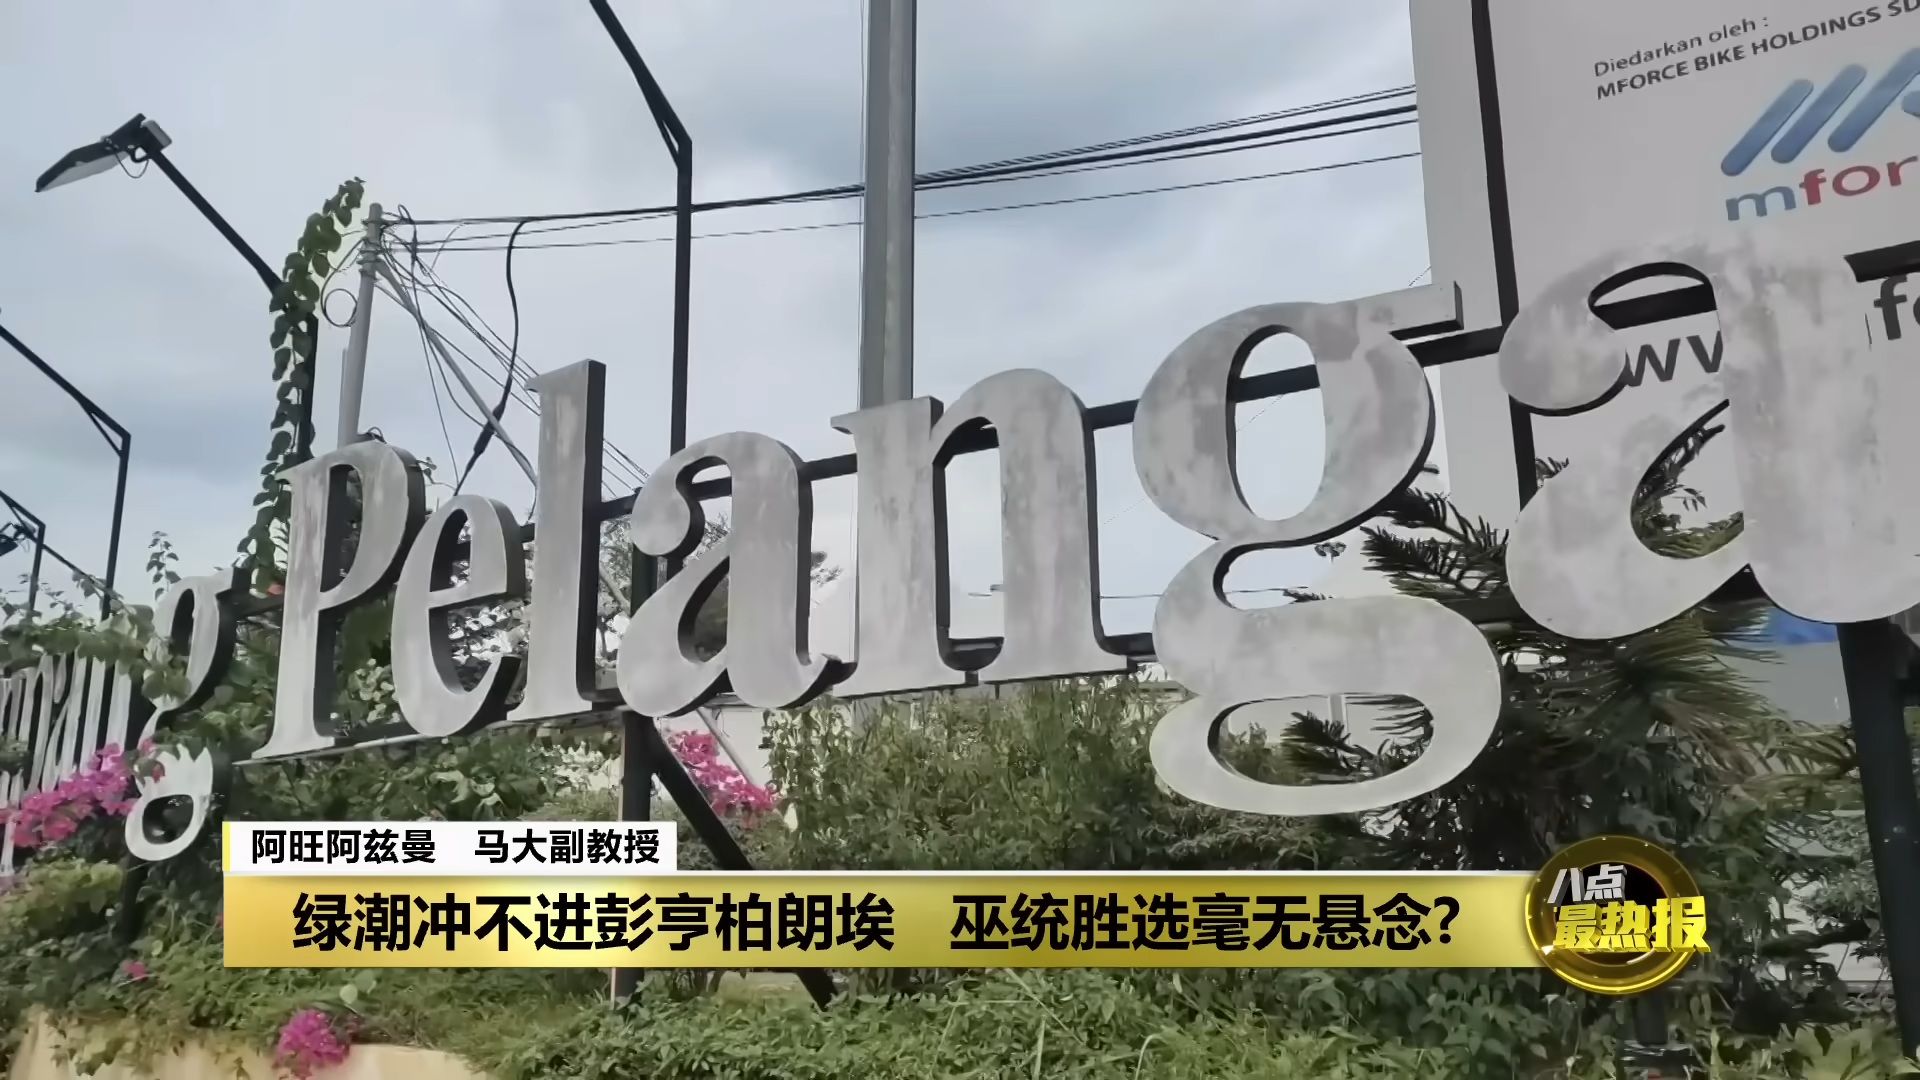 Diedarkan oleh :
MFORCE BIKE HOLDINGS SD
mfor
ng Pelanga
阿旺阿兹曼 马大副教授
绿潮冲不进彭亨柏朗埃 巫统胜选毫无悬念?
八点
最热报